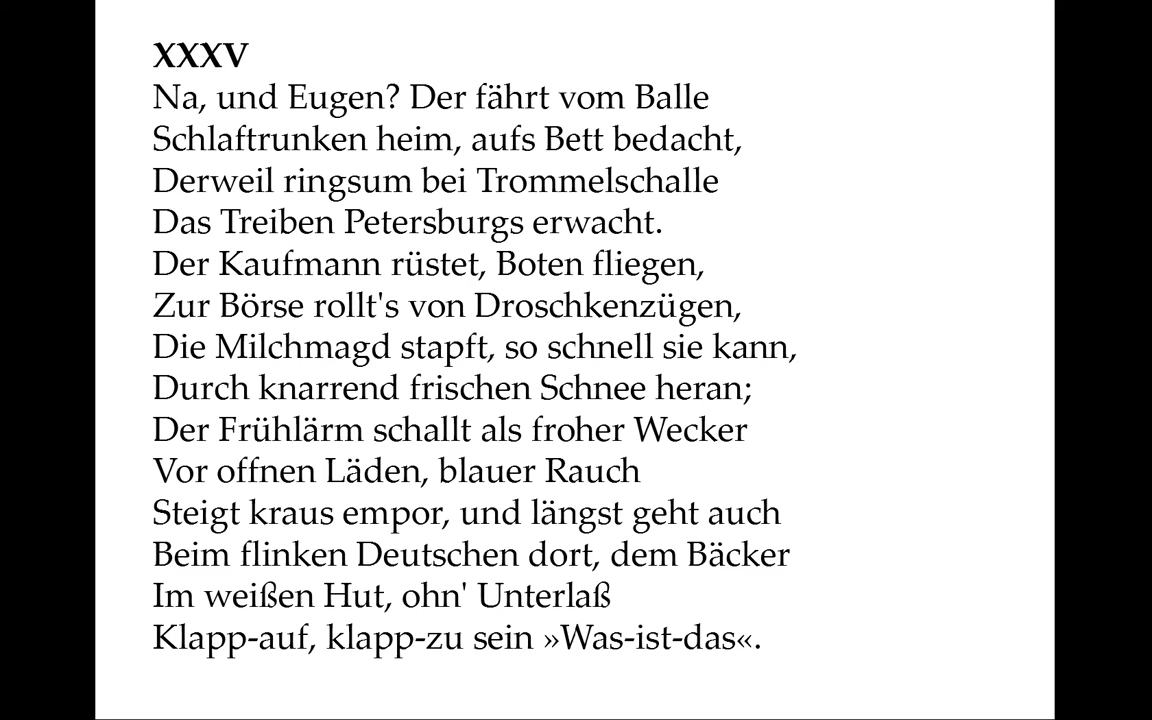 XXXV
Na, und Eugen? Der fährt vom Balle
Schlaftrunken heim, aufs Bett bedacht,
Derweil ringsum bei Trommelschalle
Das Treiben Petersburgs erwacht.
Der Kaufmann rüstet, Boten fliegen,
Zur Börse rollt's von Droschkenzügen,
Die Milchmagd stapft, so schnell sie kann,
Durch knarrend frischen Schnee heran;
Der Frühlärm schallt als froher Wecker
Vor offnen Läden, blauer Rauch
Steigt kraus empor, und längst geht auch
Beim flinken Deutschen dort, dem Bäcker
Im weißen Hut, ohn' Unterlaß
Klapp-auf, klapp-zu sein »Was-ist-das«.